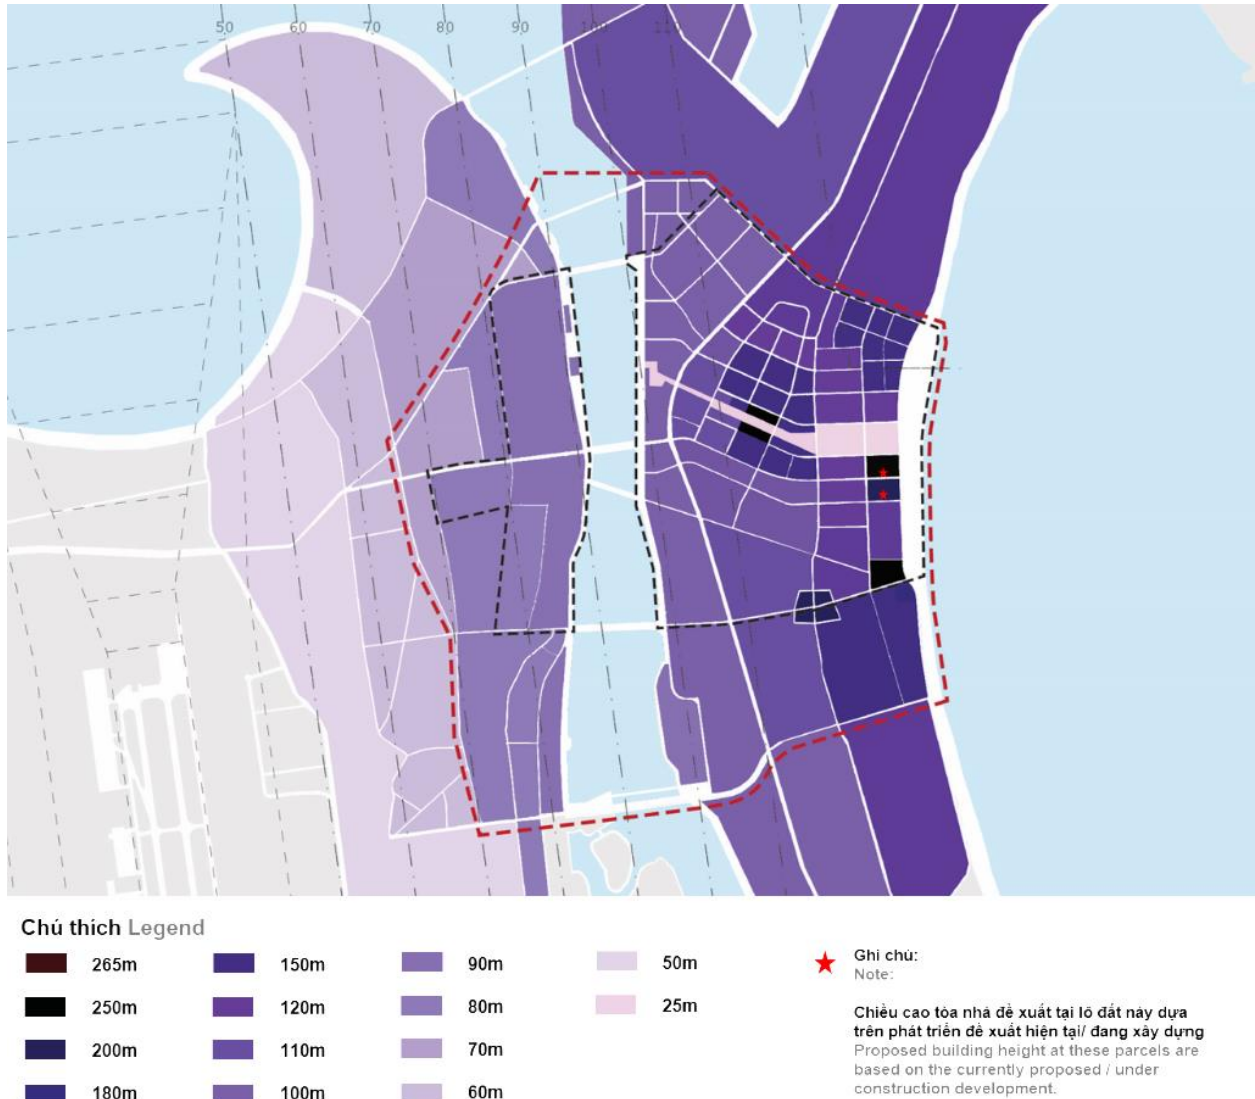 50 60 70 80 90 100 110
Chú thích Legend
265m
250m
200m
180m
150m
120m
110m
100m
90m
80m
70m
60m
50m
25m
Ghi chú:
Note:
Chiều cao tòa nhà đề xuất tại lô đất này dựa
trên phát triển đề xuất hiện tại/ đang xây dựng
Proposed building height at these parcels are
based on the currently proposed / under
construction development.